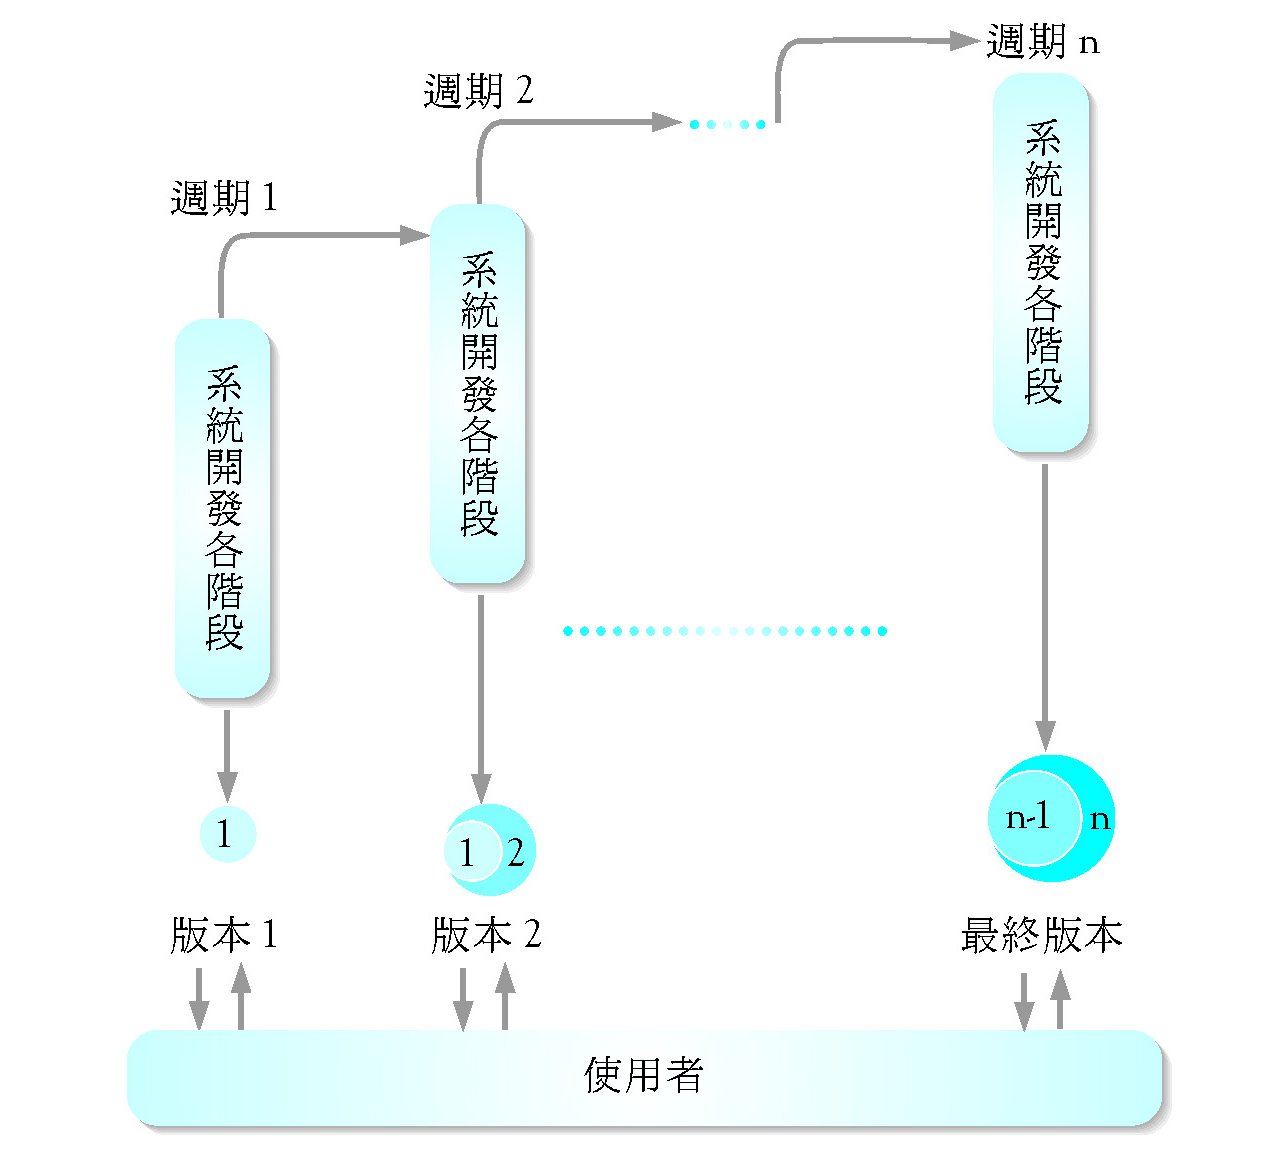 週期 1
週期 2
週期 n
系統開發各階段
系統開發各階段
系統開發各階段
1
1 2
n-1 n
版本 1
版本 2
最終版本
使用者